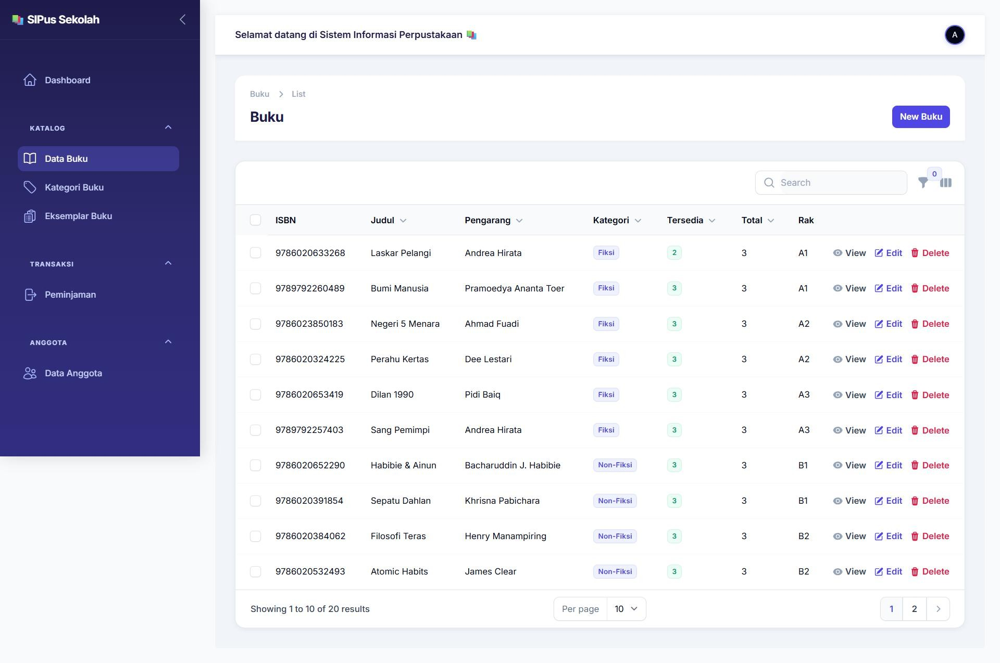 SIPus Sekolah
Selamat datang di Sistem Informasi Perpustakaan
A
Dashboard
KATALOG
Data Buku
Kategori Buku
Eksemplar Buku
TRANSAKSI
Peminjaman
ANGGOTA
Data Anggota
Buku > List
Buku
New Buku
Search
0
ISBN Judul Pengarang Kategori Tersedia Total Rak
9786020633268 Laskar Pelangi Andrea Hirata Fiksi 2 3 A1 View Edit Delete
9789792260489 Bumi Manusia Pramoedya Ananta Toer Fiksi 3 3 A1 View Edit Delete
9786023850183 Negeri 5 Menara Ahmad Fuadi Fiksi 3 3 A2 View Edit Delete
9786020324225 Perahu Kertas Dee Lestari Fiksi 3 3 A2 View Edit Delete
9786020653419 Dilan 1990 Pidi Baiq Fiksi 3 3 A3 View Edit Delete
9789792257403 Sang Pemimpi Andrea Hirata Fiksi 3 3 A3 View Edit Delete
9786020652290 Habibie & Ainun Bacharuddin J. Habibie Non-Fiksi 3 3 B1 View Edit Delete
9786020391854 Sepatu Dahlan Khrisna Pabichara Non-Fiksi 3 3 B1 View Edit Delete
9786020384062 Filosofi Teras Henry Manampiring Non-Fiksi 3 3 B2 View Edit Delete
9786020532493 Atomic Habits James Clear Non-Fiksi 3 3 B2 View Edit Delete
Showing 1 to 10 of 20 results
Per page 10
1 2